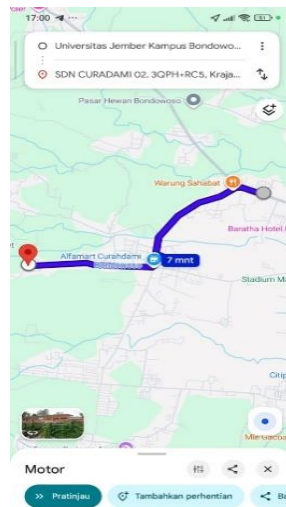 17:00
Universitas Jember Kampus Bondowo...
SDN CURADAMI 02, 3QPH+RC5, Kraja...
Pasar Hewan Bondowoso
Warung Sahabat
Baratha Hotel
Alfamart Curahdami
7 mnt
Stadium M
Citip
Mie Gacoa
Motor
Pratinjau
Tambahkan perhentian
Ba